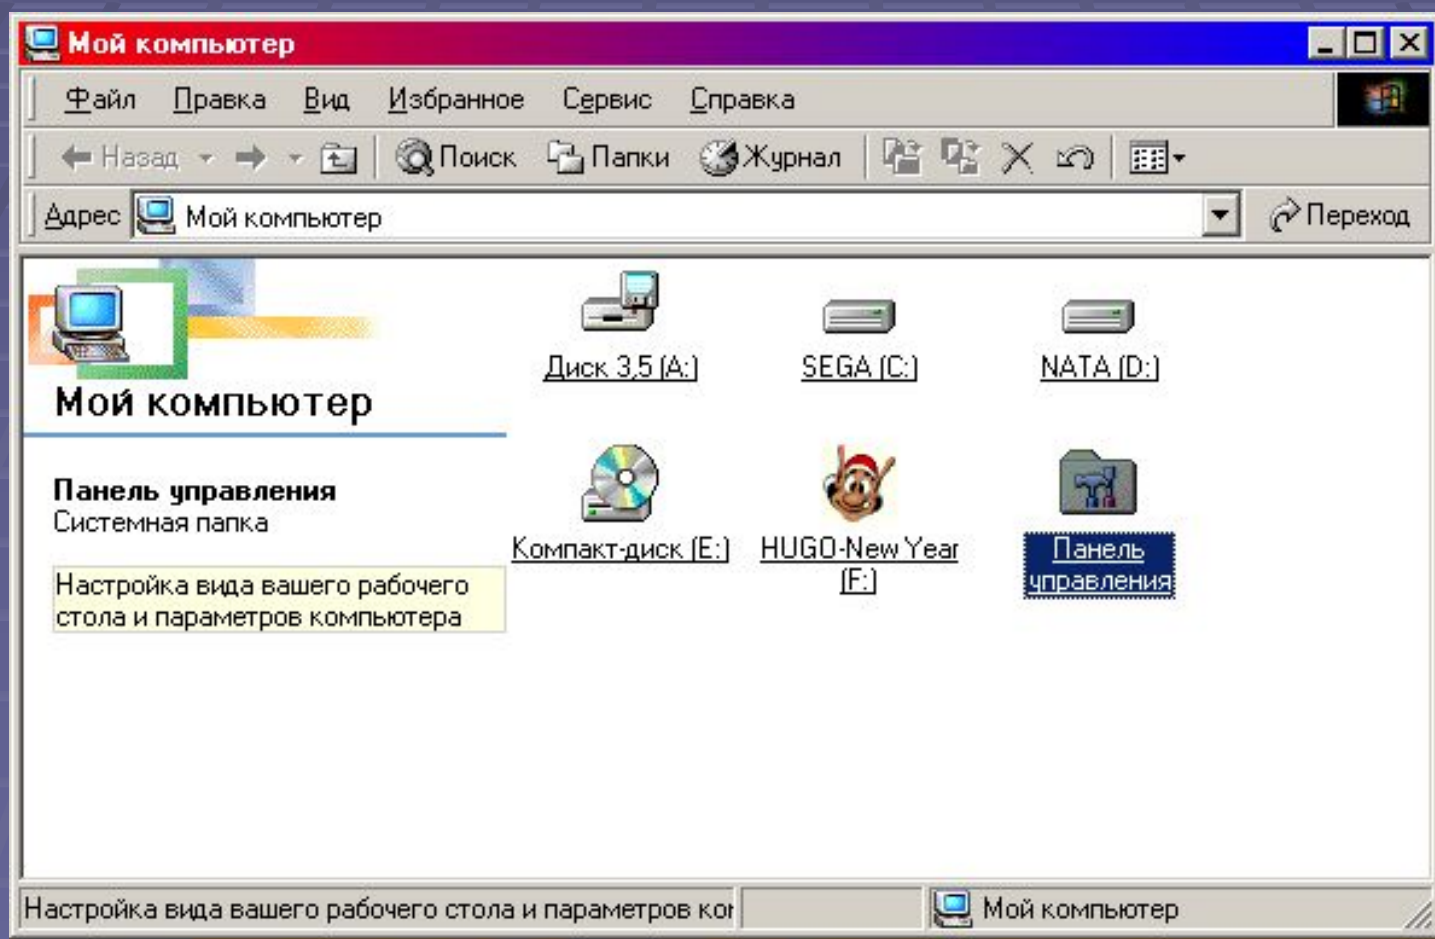 Мой компьютер
Файл Правка Вид Избранное Сервис Справка
Назад Поиск Папки Журнал
Адрес Мой компьютер Переход
Диск 3,5 (A:) SEGA (C:) NATA (D:)
Мой компьютер
Панель управления
Системная папка
Компакт-диск (E:) HUGO-New Year
(F:)
Панель
управления
Настройка вида вашего рабочего
стола и параметров компьютера
Настройка вида вашего рабочего стола и параметров ког Мой компьютер